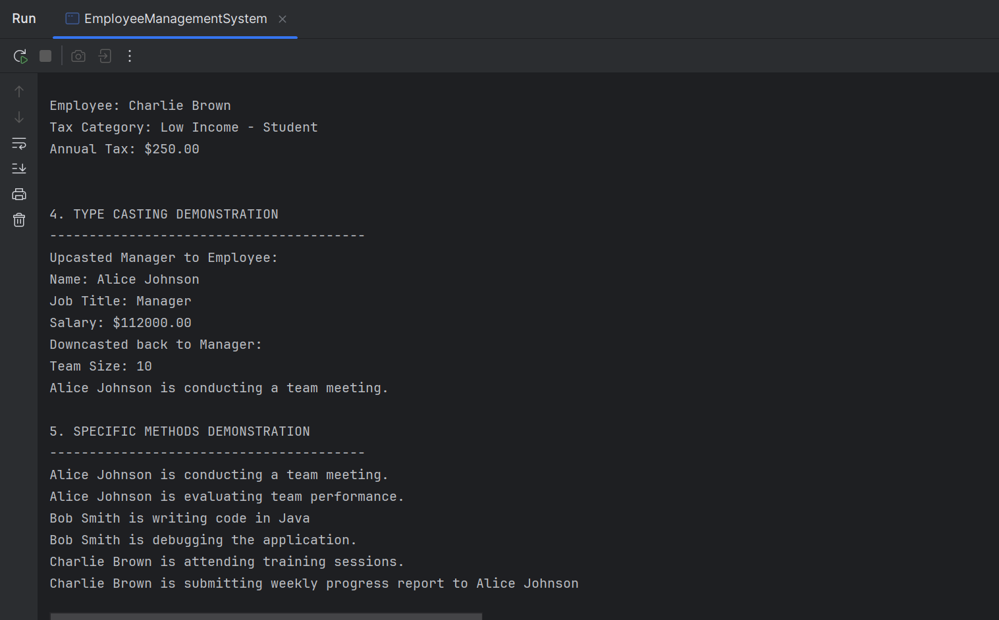 Run
EmployeeManagementSystem
Employee: Charlie Brown
Tax Category: Low Income - Student
Annual Tax: $250.00
4. TYPE CASTING DEMONSTRATION
----------------------------------------
Upcasted Manager to Employee:
Name: Alice Johnson
Job Title: Manager
Salary: $112000.00
Downcasted back to Manager:
Team Size: 10
Alice Johnson is conducting a team meeting.
5. SPECIFIC METHODS DEMONSTRATION
----------------------------------------
Alice Johnson is conducting a team meeting.
Alice Johnson is evaluating team performance.
Bob Smith is writing code in Java
Bob Smith is debugging the application.
Charlie Brown is attending training sessions.
Charlie Brown is submitting weekly progress report to Alice Johnson